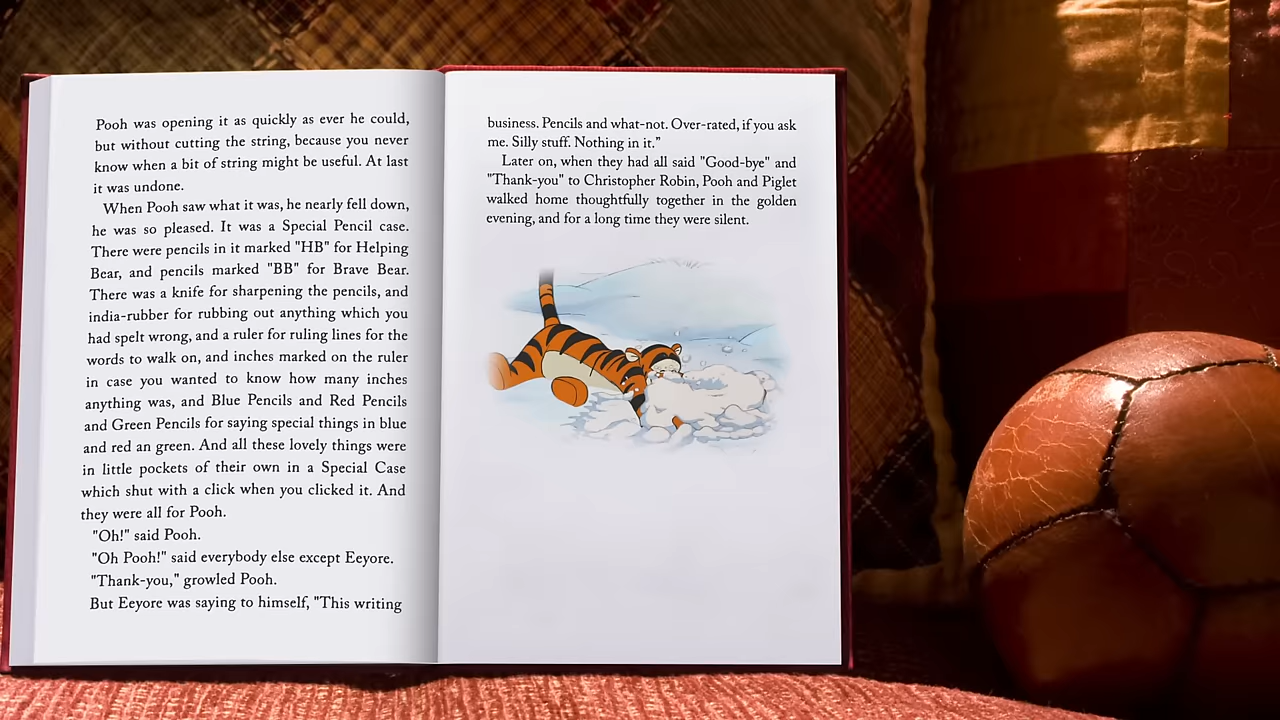 Pooh was opening it as quickly as ever he could,
but without cutting the string, because you never
know when a bit of string might be useful. At last
it was undone.
When Pooh saw what it was, he nearly fell down,
he was so pleased. It was a Special Pencil case.
There were pencils in it marked "HB" for Helping
Bear, and pencils marked "BB" for Brave Bear.
There was a knife for sharpening the pencils, and
india-rubber for rubbing out anything which you
had spelt wrong, and a ruler for ruling lines for the
words to walk on, and inches marked on the ruler
in case you wanted to know how many inches
anything was, and Blue Pencils and Red Pencils
and Green Pencils for saying special things in blue
and red an green. And all these lovely things were
in little pockets of their own in a Special Case
which shut with a click when you clicked it. And
they were all for Pooh.
"Oh!" said Pooh.
"Oh Pooh!" said everybody else except Eeyore.
"Thank-you," growled Pooh.
But Eeyore was saying to himself, "This writing
business. Pencils and what-not. Over-rated, if you ask
me. Silly stuff. Nothing in it."
Later on, when they had all said "Good-bye" and
"Thank-you" to Christopher Robin, Pooh and Piglet
walked home thoughtfully together in the golden
evening, and for a long time they were silent.